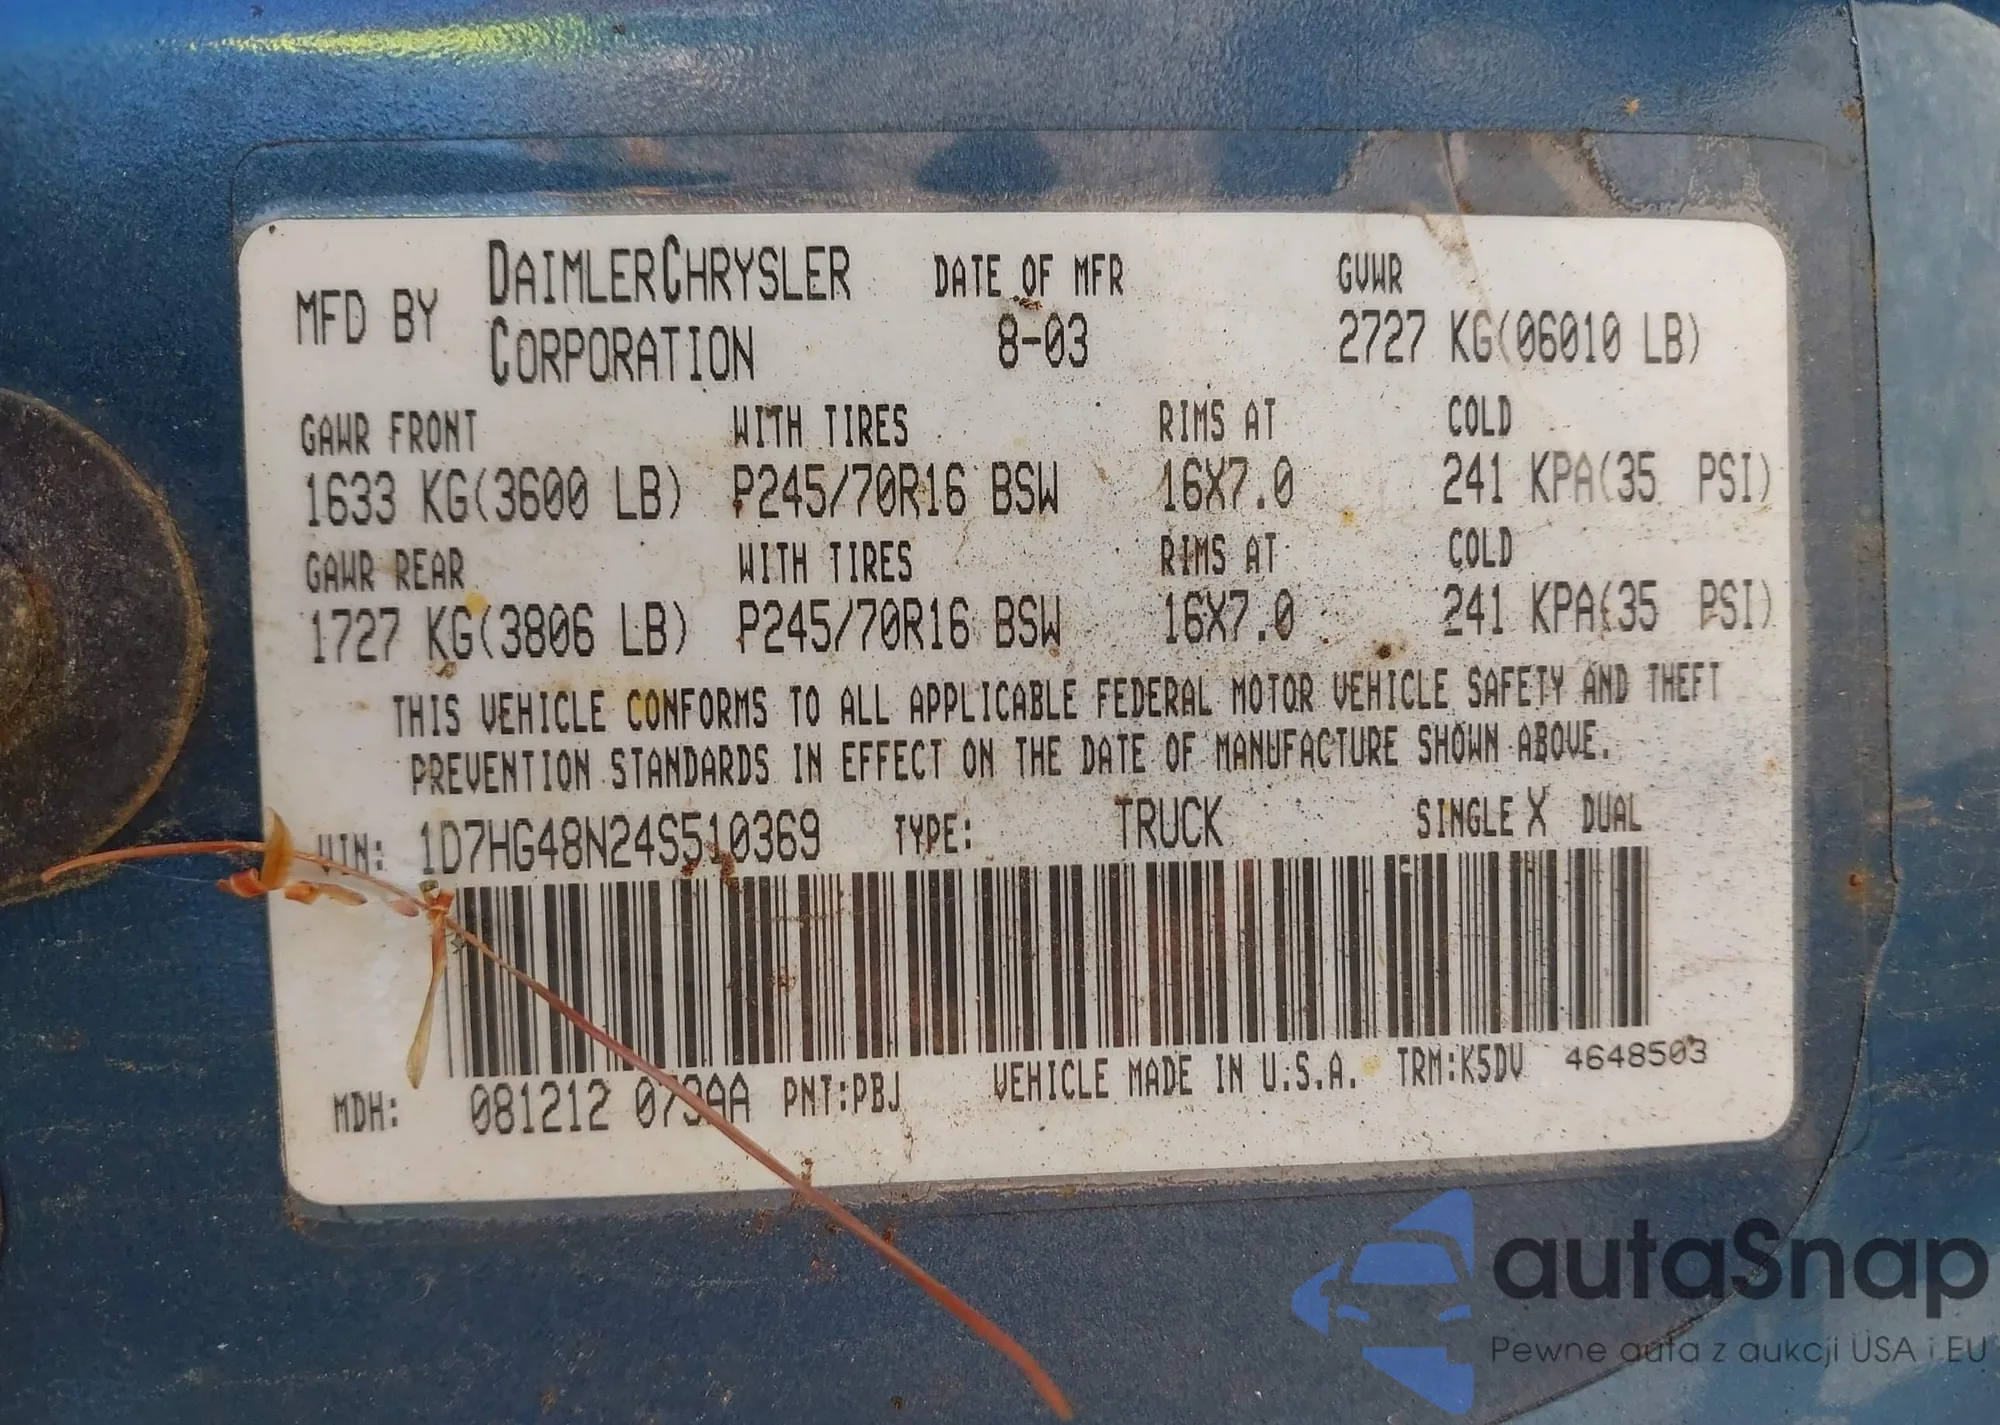 MFD BY DAIMLERCHRYSLER CORPORATION DATE OF MFR 8-03 GVWR 2727 KG(06010 LB)
GAWR FRONT WITH TIRES RIMS AT COLD
1633 KG(3600 LB) P245/70R16 BSW 16X7.0 241 KPA(35 PSI)
GAWR REAR WITH TIRES RIMS AT COLD
1727 KG(3806 LB) P245/70R16 BSW 16X7.0 241 KPA(35 PSI)
THIS VEHICLE CONFORMS TO ALL APPLICABLE FEDERAL MOTOR VEHICLE SAFETY AND THEFT
PREVENTION STANDARDS IN EFFECT ON THE DATE OF MANUFACTURE SHOWN ABOVE.
VIN: 1D7HG48N24S510369 TYPE: TRUCK SINGLE X DUAL
MDH: 081212 073AA PNT:PBJ VEHICLE MADE IN U.S.A. TRM:K5DV 4648503
autaSnap
Pewne auta z aukcji USA i EU